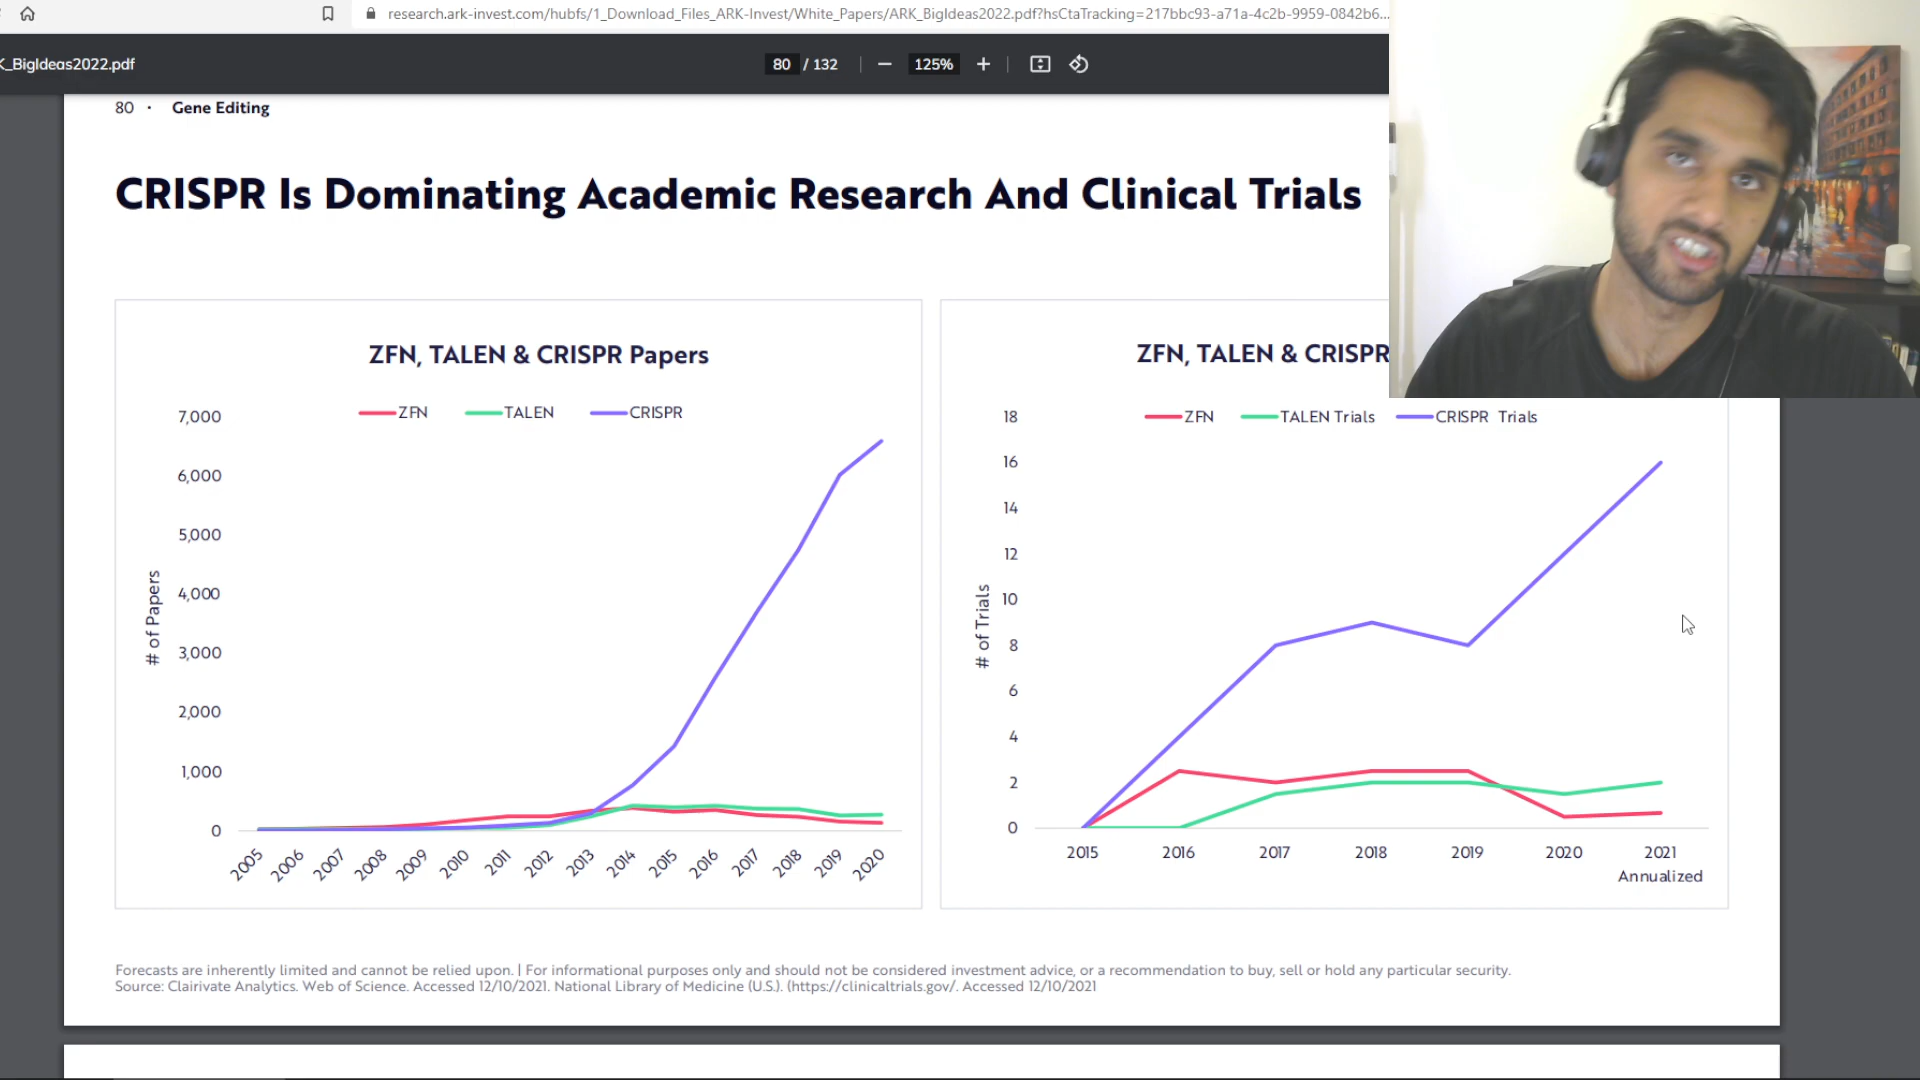 research.ark-invest.com/hubfs/1_Download_Files_ARK-Invest/White_Papers/ARK_BigIdeas2022.pdf?hsCtaTracking=217bbc93-a71a-4c2b-9959-0842b6...
K_BigIdeas2022.pdf
80 / 132
125%
80 · Gene Editing
CRISPR Is Dominating Academic Research And Clinical Trials
ZFN, TALEN & CRISPR Papers
ZFN TALEN CRISPR
7,000
6,000
5,000
4,000
3,000
2,000
1,000
0
# of Papers
2005 2006 2007 2008 2009 2010 2011 2012 2013 2014 2015 2016 2017 2018 2019 2020
ZFN, TALEN & CRISPR
ZFN TALEN Trials CRISPR Trials
18
16
14
12
10
8
6
4
2
0
# of Trials
2015 2016 2017 2018 2019 2020 2021
Annualized
Forecasts are inherently limited and cannot be relied upon. | For informational purposes only and should not be considered investment advice, or a recommendation to buy, sell or hold any particular security.
Source: Clairivate Analytics. Web of Science. Accessed 12/10/2021. National Library of Medicine (U.S.). (https://clinicaltrials.gov/. Accessed 12/10/2021